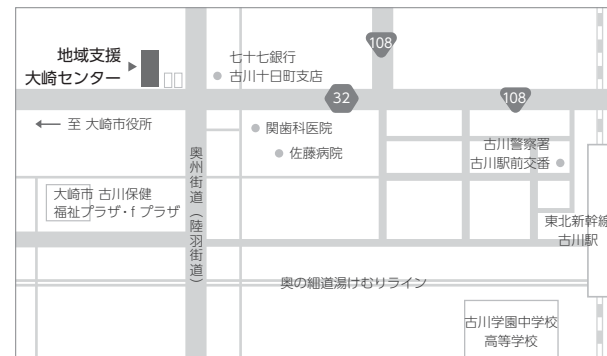 地域支援
大崎センター
七十七銀行
古川十日町支店
108
32
108
← 至 大崎市役所
関歯科医院
佐藤病院
古川警察署
古川駅前交番
奥州街道（陸羽街道）
大崎市 古川保健
福祉プラザ・f プラザ
東北新幹線
古川駅
奥の細道湯けむりライン
古川学園中学校
高等学校